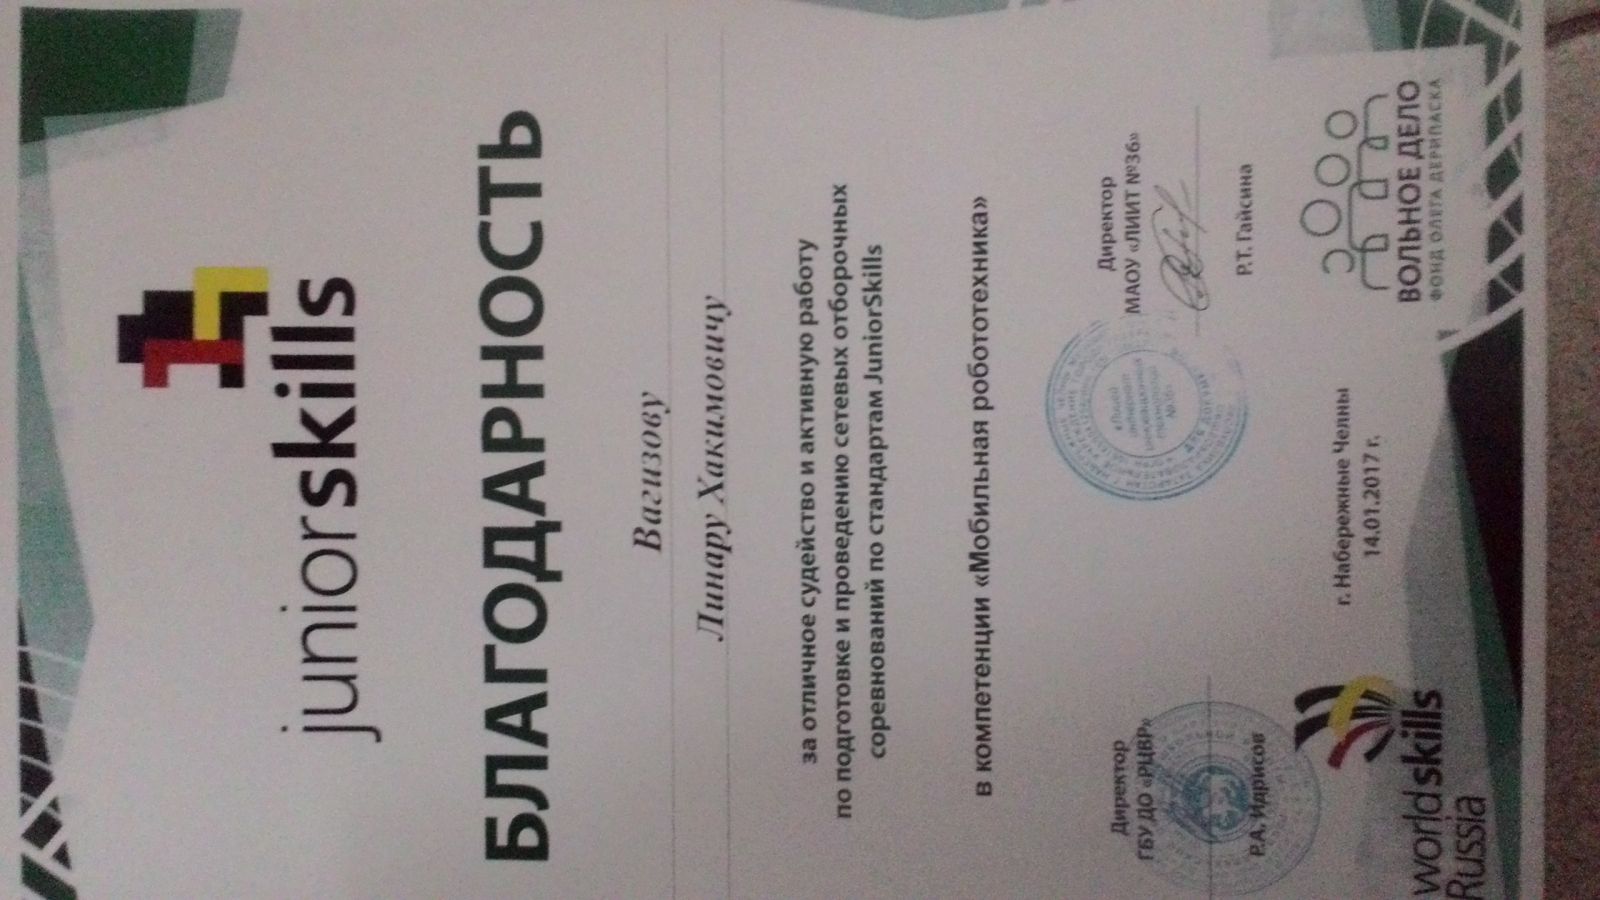 juniorskills
БЛАГОДАРНОСТЬ
Вагизову
Линару Хакимовичу
за отличное судейство и активную работу
по подготовке и проведению сетевых отборочных
соревнований по стандартам JuniorSkills
в компетенции «Мобильная робототехника»
Директор
ГБУ ДО «РЦВР»
Р.А. Идрисов
Директор
МАОУ «ЛИИТ №36»
Р.Т. Гайсина
г. Набережные Челны
14.01.2017 г.
worldskills
Russia
ВОЛЬНОЕ ДЕЛО
ФОНД ОЛЕГА ДЕРИПАСКА